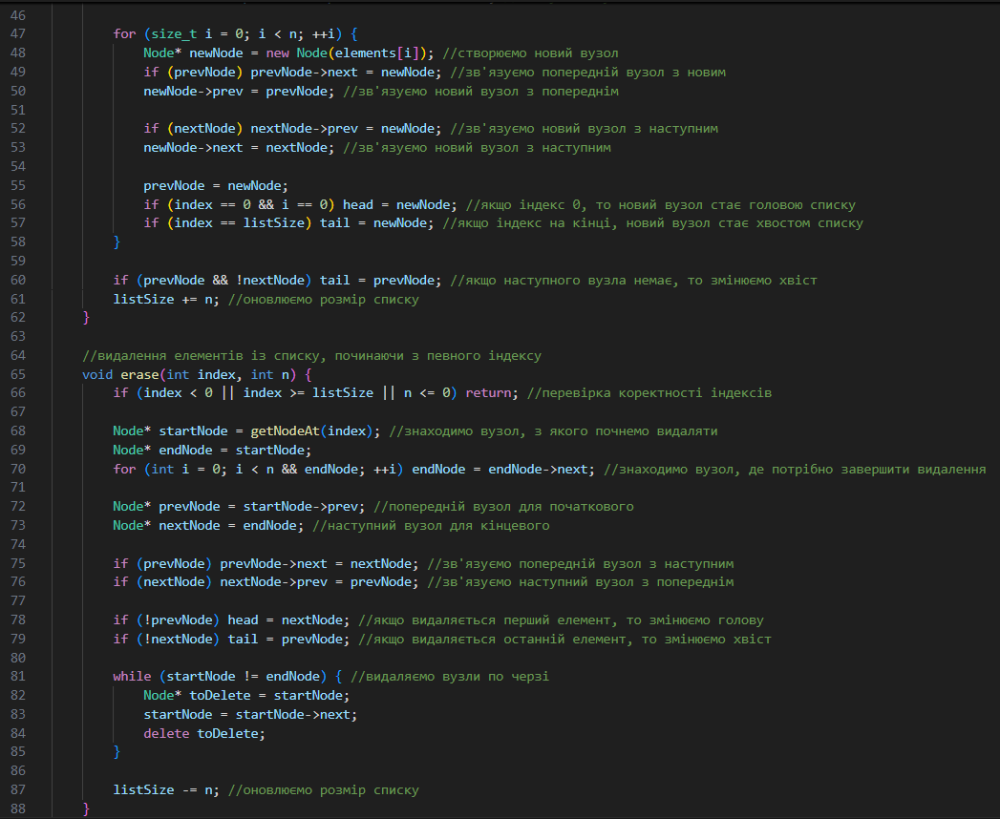 46
47 for (size_t i = 0; i < n; ++i) {
48 Node* newNode = new Node(elements[i]); //створюємо новий вузол
49 if (prevNode) prevNode->next = newNode; //зв'язуємо попередній вузол з новим
50 newNode->prev = prevNode; //зв'язуємо новий вузол з попереднім
51
52 if (nextNode) nextNode->prev = newNode; //зв'язуємо новий вузол з наступним
53 newNode->next = nextNode; //зв'язуємо новий вузол з наступним
54
55 prevNode = newNode;
56 if (index == 0 && i == 0) head = newNode; //якщо індекс 0, то новий вузол стає головою списку
57 if (index == listSize) tail = newNode; //якщо індекс на кінці, новий вузол стає хвостом списку
58 }
59
60 if (prevNode && !nextNode) tail = prevNode; //якщо наступного вузла немає, то змінюємо хвіст
61 listSize += n; //оновлюємо розмір списку
62 }
63
64 //видалення елементів із списку, починаючи з певного індексу
65 void erase(int index, int n) {
66 if (index < 0 || index >= listSize || n <= 0) return; //перевірка коректності індексів
67
68 Node* startNode = getNodeAt(index); //знаходимо вузол, з якого почнемо видаляти
69 Node* endNode = startNode;
70 for (int i = 0; i < n && endNode; ++i) endNode = endNode->next; //знаходимо вузол, де потрібно завершити видалення
71
72 Node* prevNode = startNode->prev; //попередній вузол для початкового
73 Node* nextNode = endNode; //наступний вузол для кінцевого
74
75 if (prevNode) prevNode->next = nextNode; //зв'язуємо попередній вузол з наступним
76 if (nextNode) nextNode->prev = prevNode; //зв'язуємо наступний вузол з попереднім
77
78 if (!prevNode) head = nextNode; //якщо видаляється перший елемент, то змінюємо голову
79 if (!nextNode) tail = prevNode; //якщо видаляється останній елемент, то змінюємо хвіст
80
81 while (startNode != endNode) { //видаляємо вузли по черзі
82 Node* toDelete = startNode;
83 startNode = startNode->next;
84 delete toDelete;
85 }
86
87 listSize -= n; //оновлюємо розмір списку
88 }